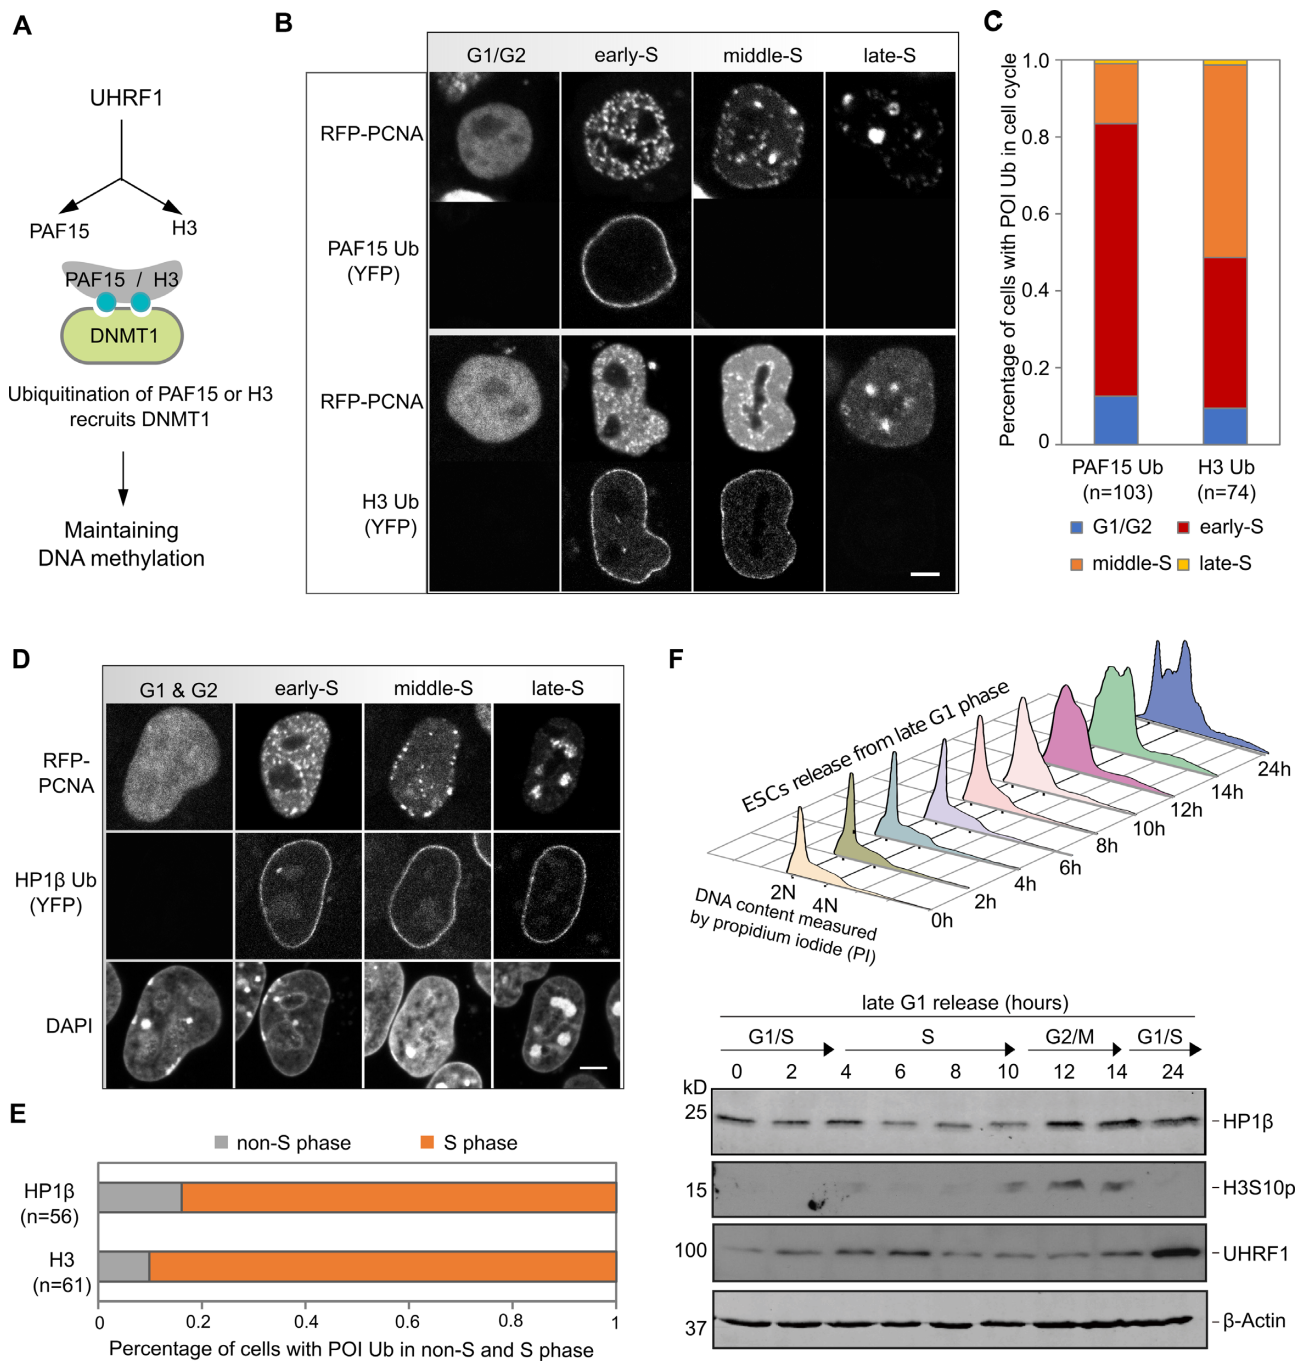 A
UHRF1
PAF15
H3
PAF15 / H3
DNMT1
Ubiquitination of PAF15 or H3
recruits DNMT1
Maintaining
DNA methylation
B
G1/G2
early-S
middle-S
late-S
RFP-PCNA
PAF15 Ub
(YFP)
RFP-PCNA
H3 Ub
(YFP)
C
Percentage of cells with POI Ub in cell cycle
1.0
0.8
0.6
0.4
0.2
0
PAF15 Ub
(n=103)
H3 Ub
(n=74)
G1/G2
early-S
middle-S
late-S
D
G1 & G2
early-S
middle-S
late-S
RFP-
PCNA
HP1β Ub
(YFP)
DAPI
E
non-S phase
S phase
HP1β
(n=56)
H3
(n=61)
0
0.2
0.4
0.6
0.8
1
Percentage of cells with POI Ub in non-S and S phase
F
ESCs release from late G1 phase
24h
14h
12h
10h
8h
6h
4h
2h
0h
2N
4N
DNA content measured
by propidium iodide (PI)
late G1 release (hours)
G1/S
S
G2/M
G1/S
kD
0
2
4
6
8
10
12
14
24
25
HP1β
15
H3S10p
100
UHRF1
37
β-Actin